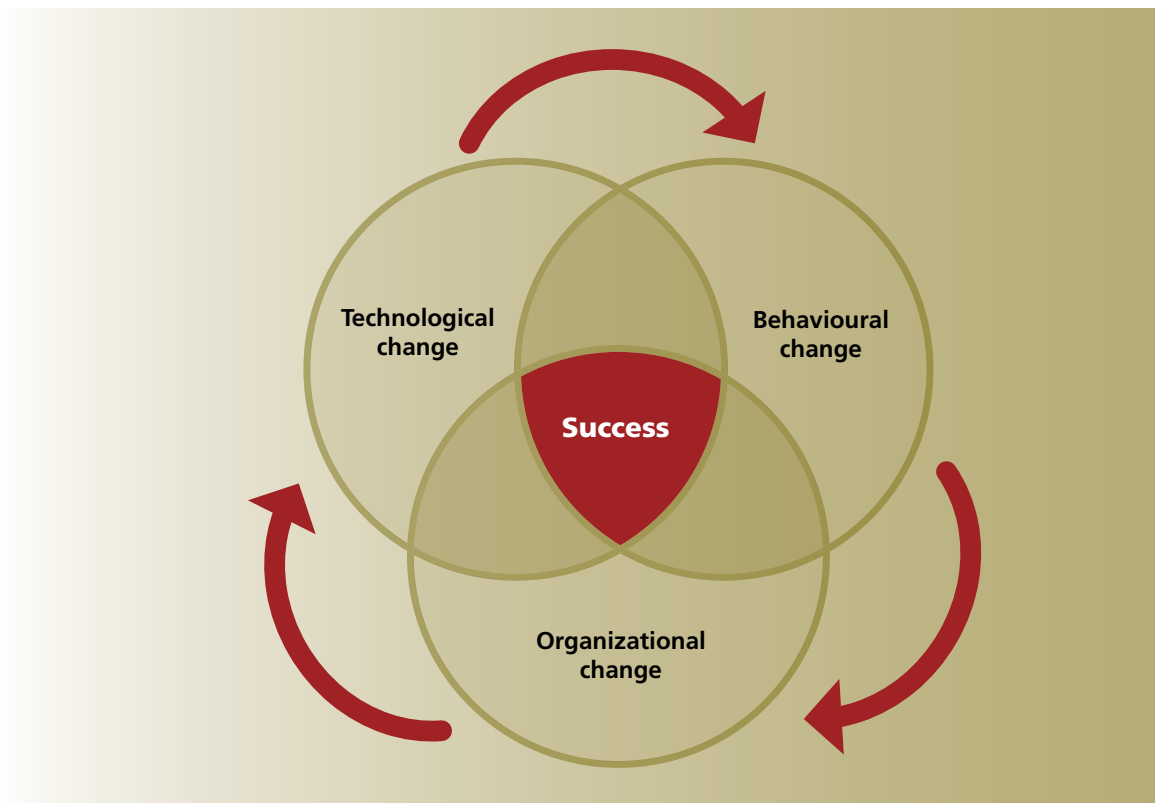 Technological
change
Behavioural
change
Success
Organizational
change